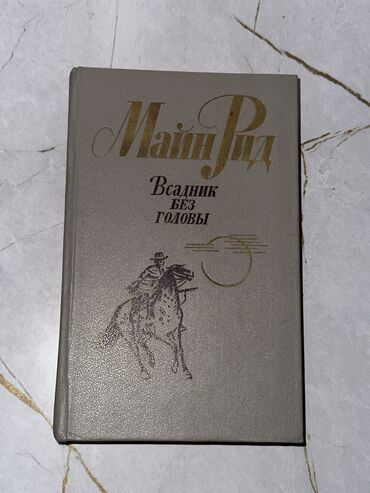 Майн Рид
Всадник
без
головы